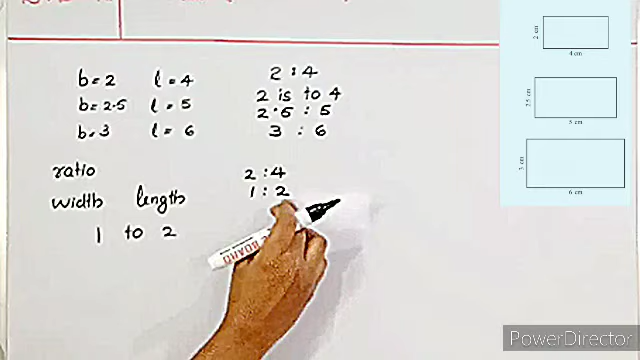 b = 2 l = 4 2 : 4
2 is to 4
b = 2.5 l = 5 2.5 : 5
b = 3 l = 6 3 : 6
ratio 2 : 4
width length 1 : 2
1 to 2
BOARD
2 cm
4 cm
2.5 cm
5 cm
3 cm
6 cm
PowerDirector